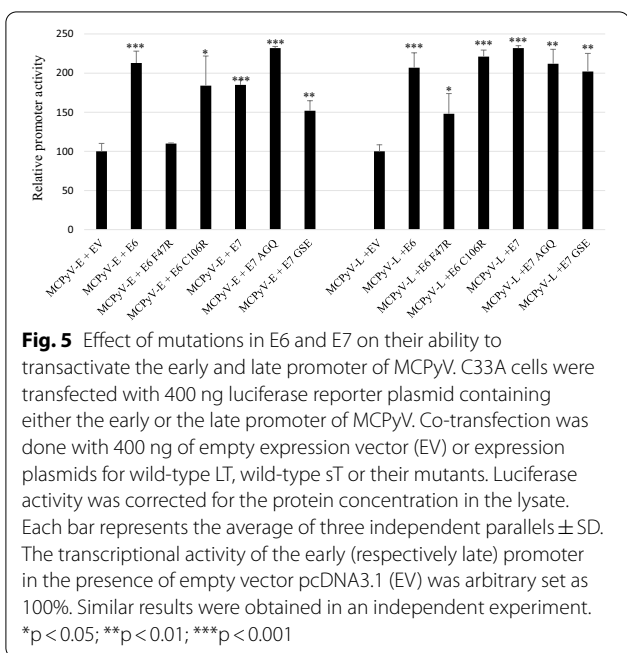 250
200
150
100
50
0
Relative promoter activity
***
*
***
***
**
***
*
***
***
**
**
MCPyV-E + EV
MCPyV-E + E6
MCPyV-E + E6 F47R
MCPyV-E + E6 C106R
MCPyV-E + E7
MCPyV-E + E7 AGQ
MCPyV-E + E7 GSE
MCPyV-L +EV
MCPyV-L +E6
MCPyV-L +E6 F47R
MCPyV-L +E6 C106R
MCPyV-L +E7
MCPyV-L +E7 AGQ
MCPyV-L +E7 GSE
Fig. 5 Effect of mutations in E6 and E7 on their ability to
transactivate the early and late promoter of MCPyV. C33A cells were
transfected with 400 ng luciferase reporter plasmid containing
either the early or the late promoter of MCPyV. Co-transfection was
done with 400 ng of empty expression vector (EV) or expression
plasmids for wild-type LT, wild-type sT or their mutants. Luciferase
activity was corrected for the protein concentration in the lysate.
Each bar represents the average of three independent parallels ± SD.
The transcriptional activity of the early (respectively late) promoter
in the presence of empty vector pcDNA3.1 (EV) was arbitrary set as
100%. Similar results were obtained in an independent experiment.
*p < 0.05; **p < 0.01; ***p < 0.001